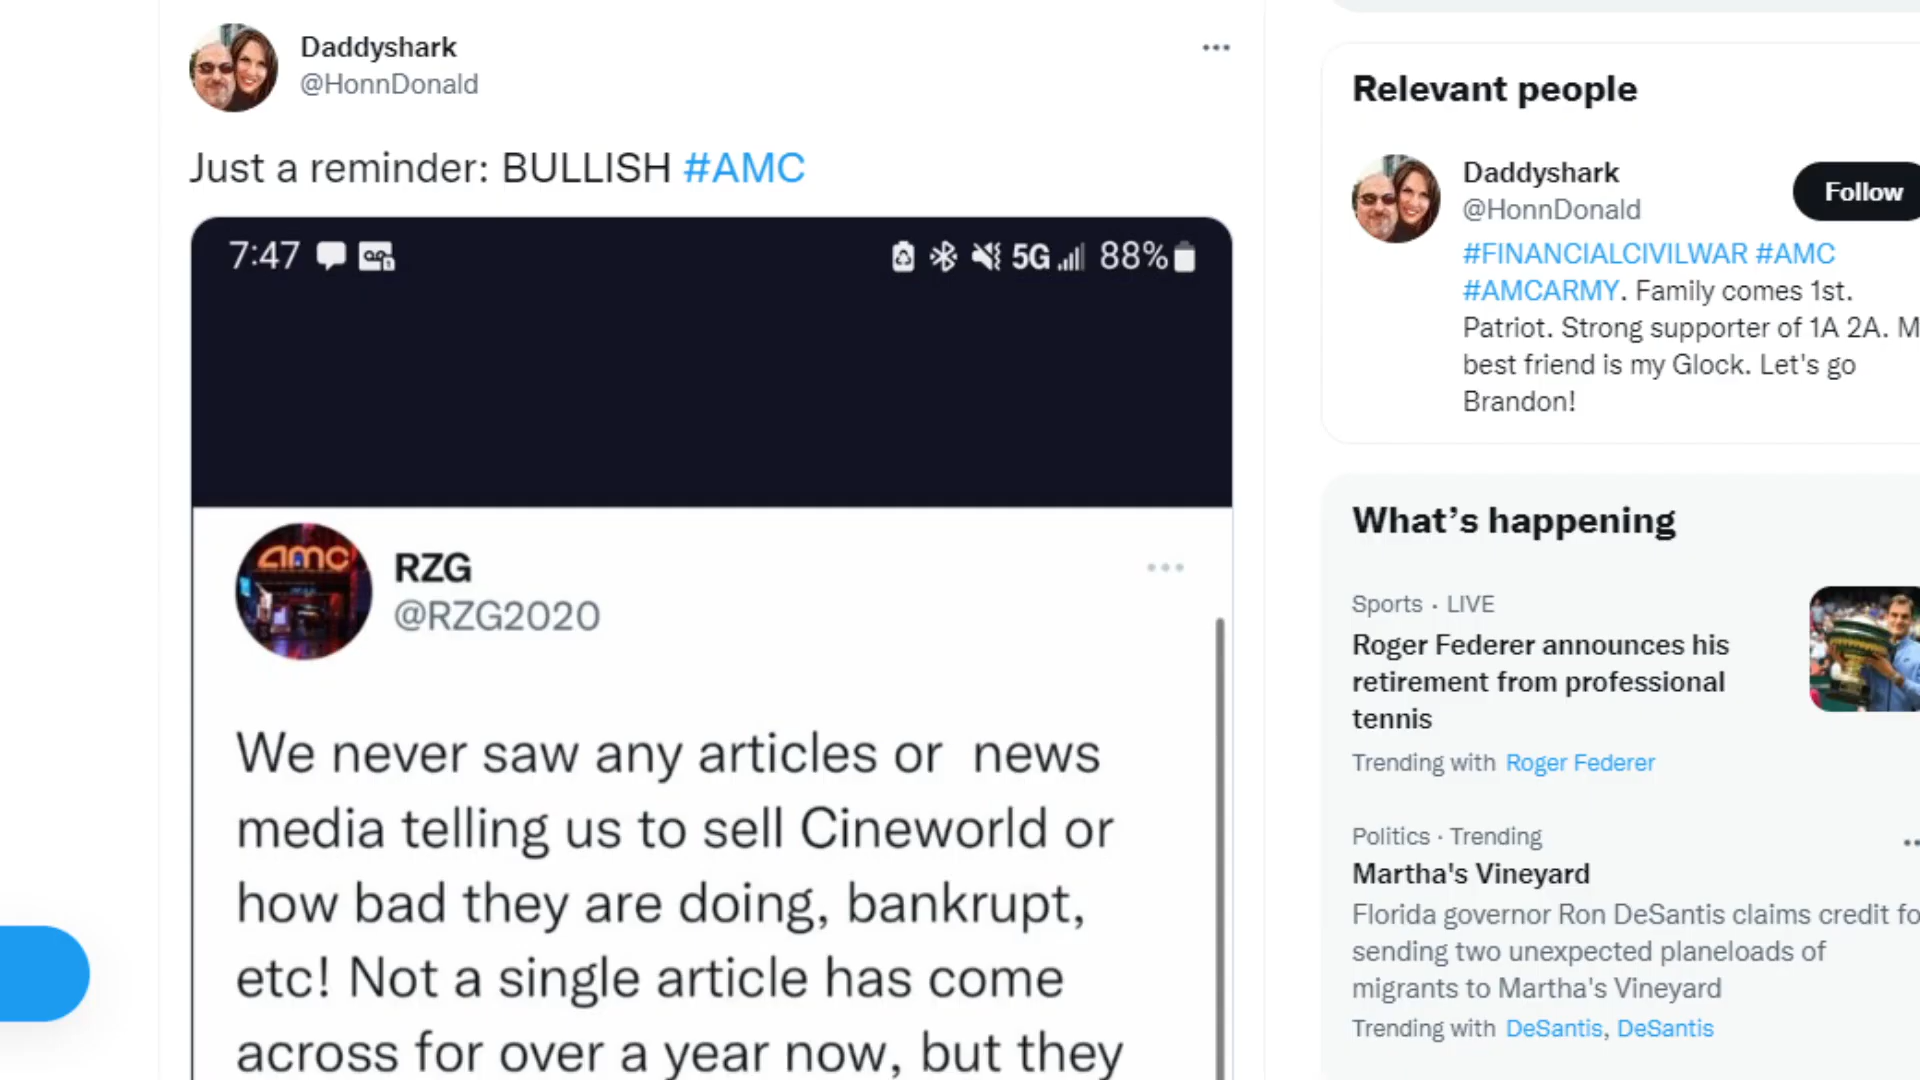 Daddyshark
@HonnDonald
Just a reminder: BULLISH #AMC
7:47
5G 88%
amc
RZG
@RZG2020
We never saw any articles or news
media telling us to sell Cineworld or
how bad they are doing, bankrupt,
etc! Not a single article has come
across for over a year now, but they
Relevant people
Daddyshark
@HonnDonald
Follow
#FINANCIALCIVILWAR #AMC
#AMCARMY. Family comes 1st.
Patriot. Strong supporter of 1A 2A. M
best friend is my Glock. Let's go
Brandon!
What's happening
Sports · LIVE
Roger Federer announces his
retirement from professional
tennis
Trending with Roger Federer
Politics · Trending
Martha's Vineyard
Florida governor Ron DeSantis claims credit fo
sending two unexpected planeloads of
migrants to Martha's Vineyard
Trending with DeSantis, DeSantis